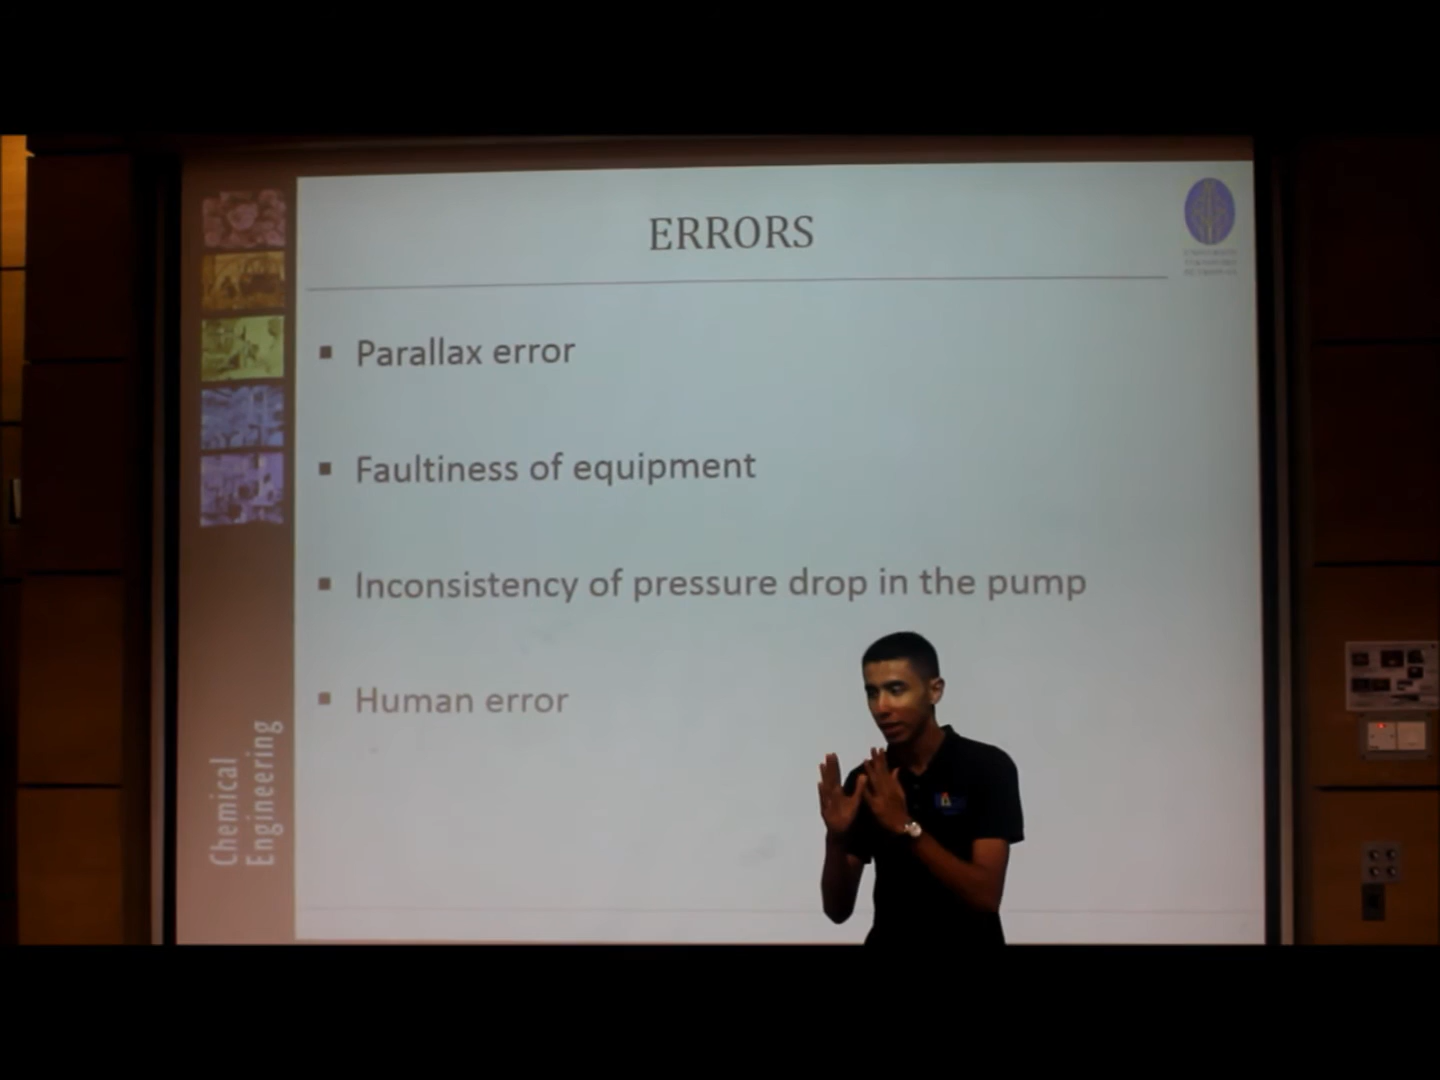 ERRORS
Parallax error
Faultiness of equipment
Inconsistency of pressure drop in the pump
Human error
Chemical
Engineering